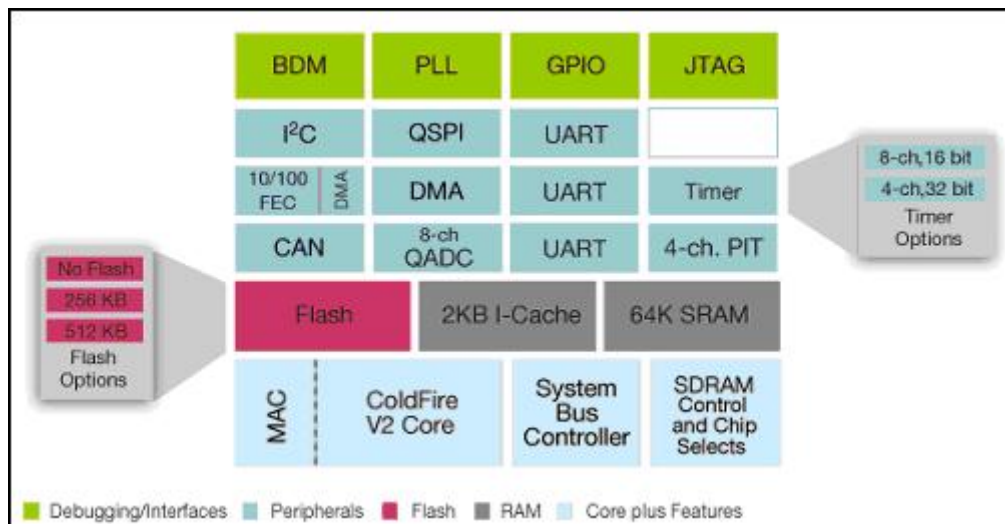 BDM
PLL
GPIO
JTAG
I²C
QSPI
UART
10/100
FEC
DMA
DMA
UART
Timer
8-ch,16 bit
4-ch,32 bit
Timer
Options
CAN
8-ch
QADC
UART
4-ch. PIT
No Flash
256 KB
512 KB
Flash
Options
Flash
2KB I-Cache
64K SRAM
MAC
ColdFire
V2 Core
System
Bus
Controller
SDRAM
Control
and Chip
Selects
Debugging/Interfaces
Peripherals
Flash
RAM
Core plus Features